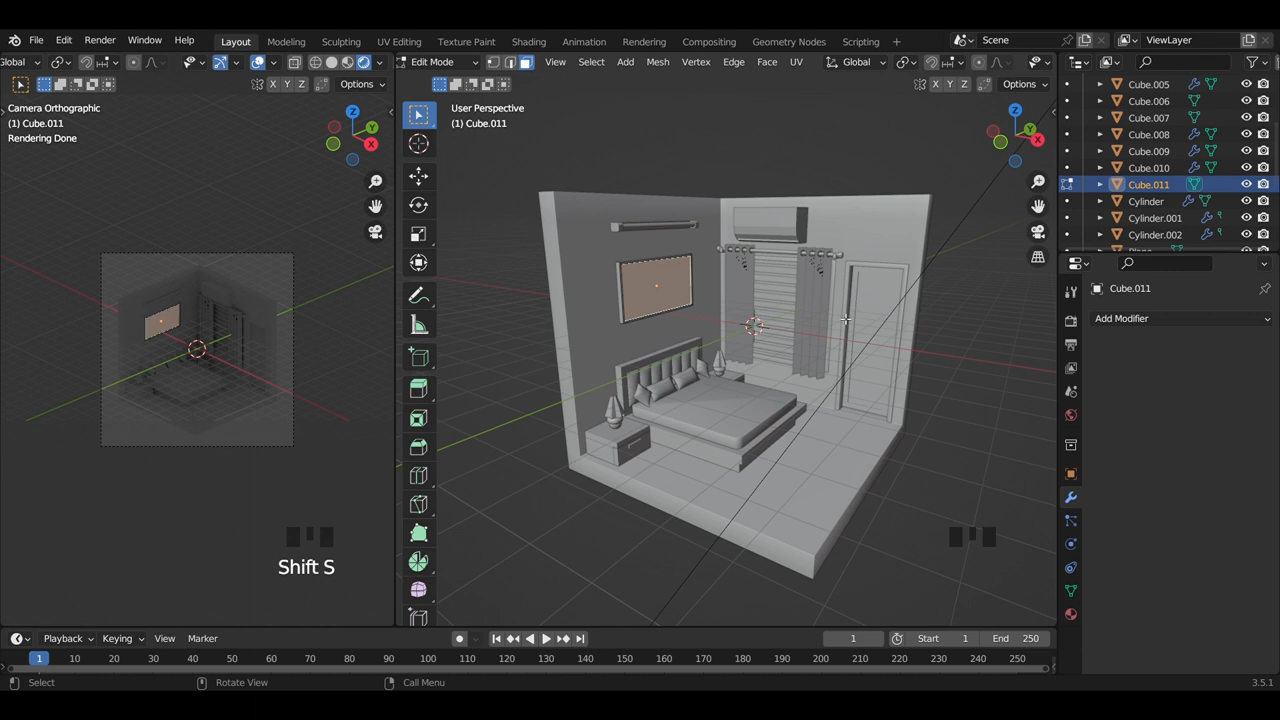 File Edit Render Window Help Layout Modeling Sculpting UV Editing Texture Paint Shading Animation Rendering Compositing Geometry Nodes Scripting + Scene ViewLayer
Global Edit Mode View Select Add Mesh Vertex Edge Face UV Global
X Y Z Options X Y Z Options
Camera Orthographic
(1) Cube.011
Rendering Done
User Perspective
(1) Cube.011
Z Y X
Z Y X
Cube.005
Cube.006
Cube.007
Cube.008
Cube.009
Cube.010
Cube.011
Cylinder
Cylinder.001
Cylinder.002
Cube.011
Add Modifier
Shift S
Playback Keying View Marker 1 Start 1 End 250
1 10 20 30 40 50 60 70 80 90 100 110 120 130 140 150 160 170 180 190 200 210 220 230 240 250
Select Rotate View Call Menu 3.5.1